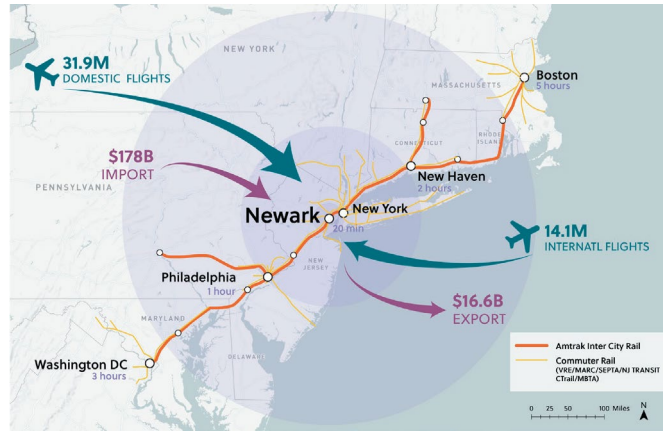 31.9M
DOMESTIC FLIGHTS
NEW YORK
Boston
5 hours
MASSACHUSETTS
$178B
IMPORT
CONNECTICUT
RHODE
ISLAND
New Haven
2 hours
PENNSYLVANIA
Newark
New York
20 min
14.1M
INTERNATL FLIGHTS
NEW
JERSEY
Philadelphia
1 hour
$16.6B
EXPORT
MARYLAND
DELAWARE
Washington DC
3 hours
Amtrak Inter City Rail
Commuter Rail
(VRE/MARC/SEPTA/NJ TRANSIT
CTrail/MBTA)
0 25 50 100 Miles
N